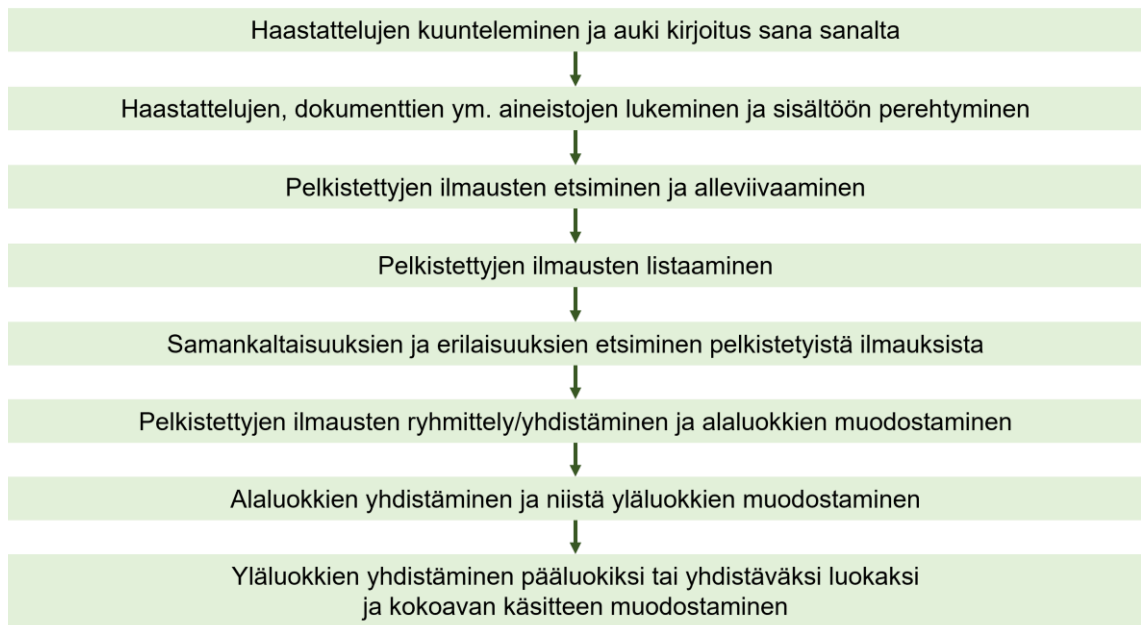 Haastattelujen kuunteleminen ja auki kirjoitus sana sanalta
Haastattelujen, dokumenttien ym. aineistojen lukeminen ja sisältöön perehtyminen
Pelkistettyjen ilmausten etsiminen ja alleviivaaminen
Pelkistettyjen ilmausten listaaminen
Samankaltaisuuksien ja erilaisuuksien etsiminen pelkistetyistä ilmauksista
Pelkistettyjen ilmausten ryhmittely/yhdistäminen ja alaluokkien muodostaminen
Alaluokkien yhdistäminen ja niistä yläluokkien muodostaminen
Yläluokkien yhdistäminen pääluokiksi tai yhdistäväksi luokaksi
ja kokoavan käsitteen muodostaminen